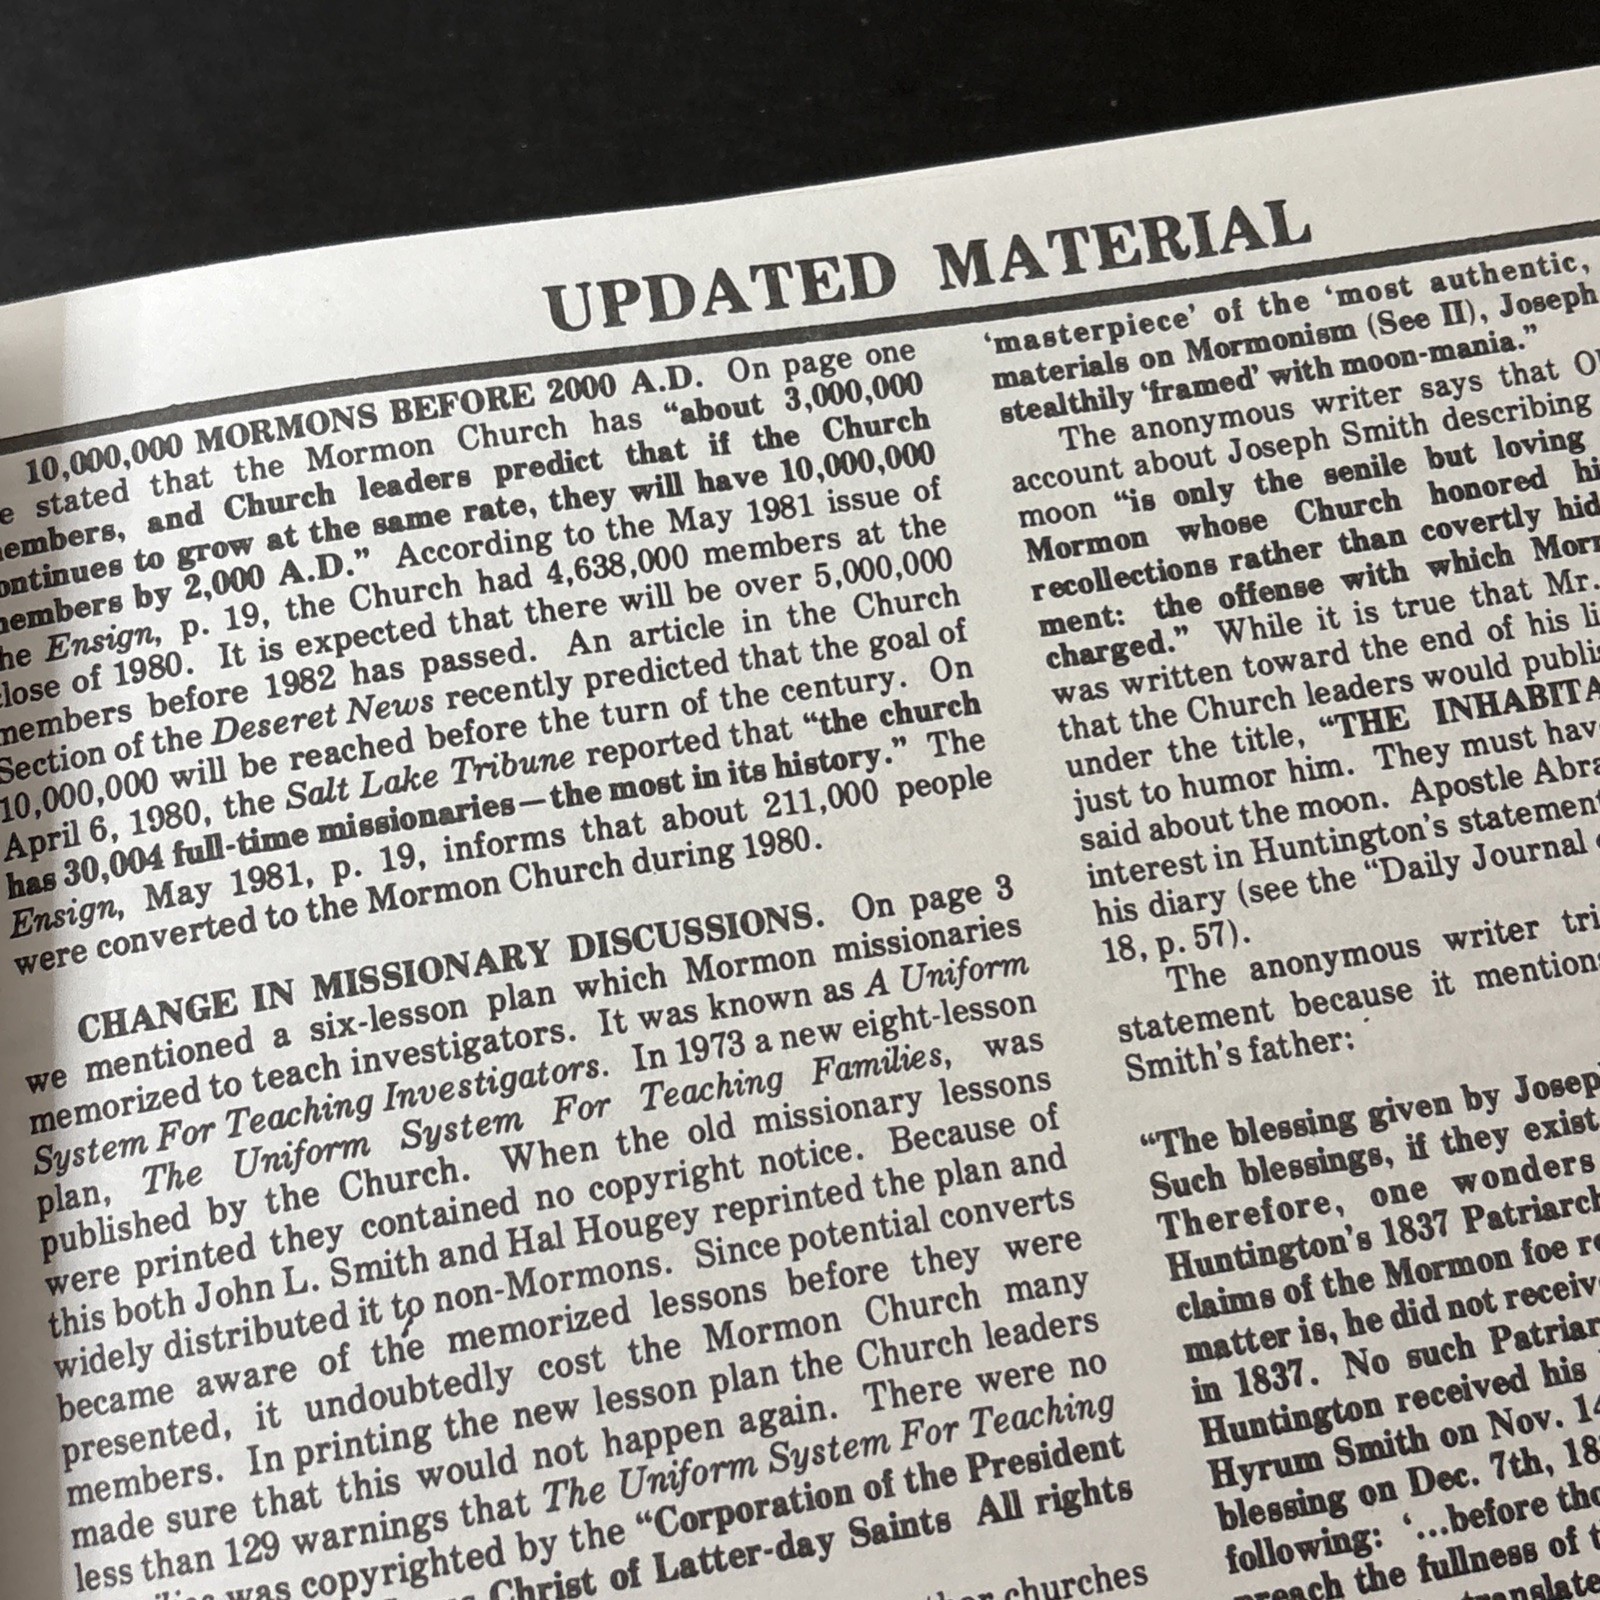 UPDATED MATERIAL
10,000,000 MORMONS BEFORE 2000 A.D. On page one
stated that the Mormon Church has “about 3,000,000
and Church leaders predict that if the Church
to grow at the same rate, they will have 10,000,000
by 2,000 A.D.” According to the May 1981 issue of
Ensign, p. 19, the Church had 4,638,000 members at the
of 1980. It is expected that there will be over 5,000,000
before 1982 has passed. An article in the Church
Section of the Deseret News recently predicted that the goal of
10,000,000 will be reached before the turn of the century. On
April 6, 1980, the Salt Lake Tribune reported that “the church
has 30,004 full-time missionaries—the most in its history.” The
Ensign, May 1981, p. 19, informs that about 211,000 people
were converted to the Mormon Church during 1980.
CHANGE IN MISSIONARY DISCUSSIONS. On page 3
we mentioned a six-lesson plan which Mormon missionaries
memorized to teach investigators. It was known as A Uniform
System For Teaching Investigators. In 1973 a new eight-lesson
plan, The Uniform System For Teaching Families, was
published by the Church. When the old missionary lessons
were printed they contained no copyright notice. Because of
this both John L. Smith and Hal Hougey reprinted the plan and
widely distributed it to non-Mormons. Since potential converts
became aware of the memorized lessons before they were
presented, it undoubtedly cost the Mormon Church many
members. In printing the new lesson plan the Church leaders
made sure that this would not happen again. There were no
less than 129 warnings that The Uniform System For Teaching
was copyrighted by the “Corporation of the President
Christ of Latter-day Saints All rights
churches
‘masterpiece’ of the ‘most authentic,
materials on Mormonism (See II), Joseph
stealthily ‘framed’ with moon-mania.”
The anonymous writer says that
account about Joseph Smith describing
moon “is only the senile but loving
Mormon whose Church honored
recollections rather than covertly
ment: the offense with which
charged.” While it is true that Mr.
was written toward the end of his
that the Church leaders would
under the title, “THE
just to humor him. They must
said about the moon. Apostle
interest in Huntington’s
his diary (see the “Daily Journal
18, p. 57).
The anonymous writer
statement because it
Smith’s father:
“The blessing given by
Such blessings, if they
Therefore, one wonders
Huntington’s 1837
claims of the Mormon foe
matter is, he did not
in 1837. No such
Huntington received his
Hyrum Smith on Nov.
blessing on Dec. 7th,
following: ‘...before
preach the fullness of